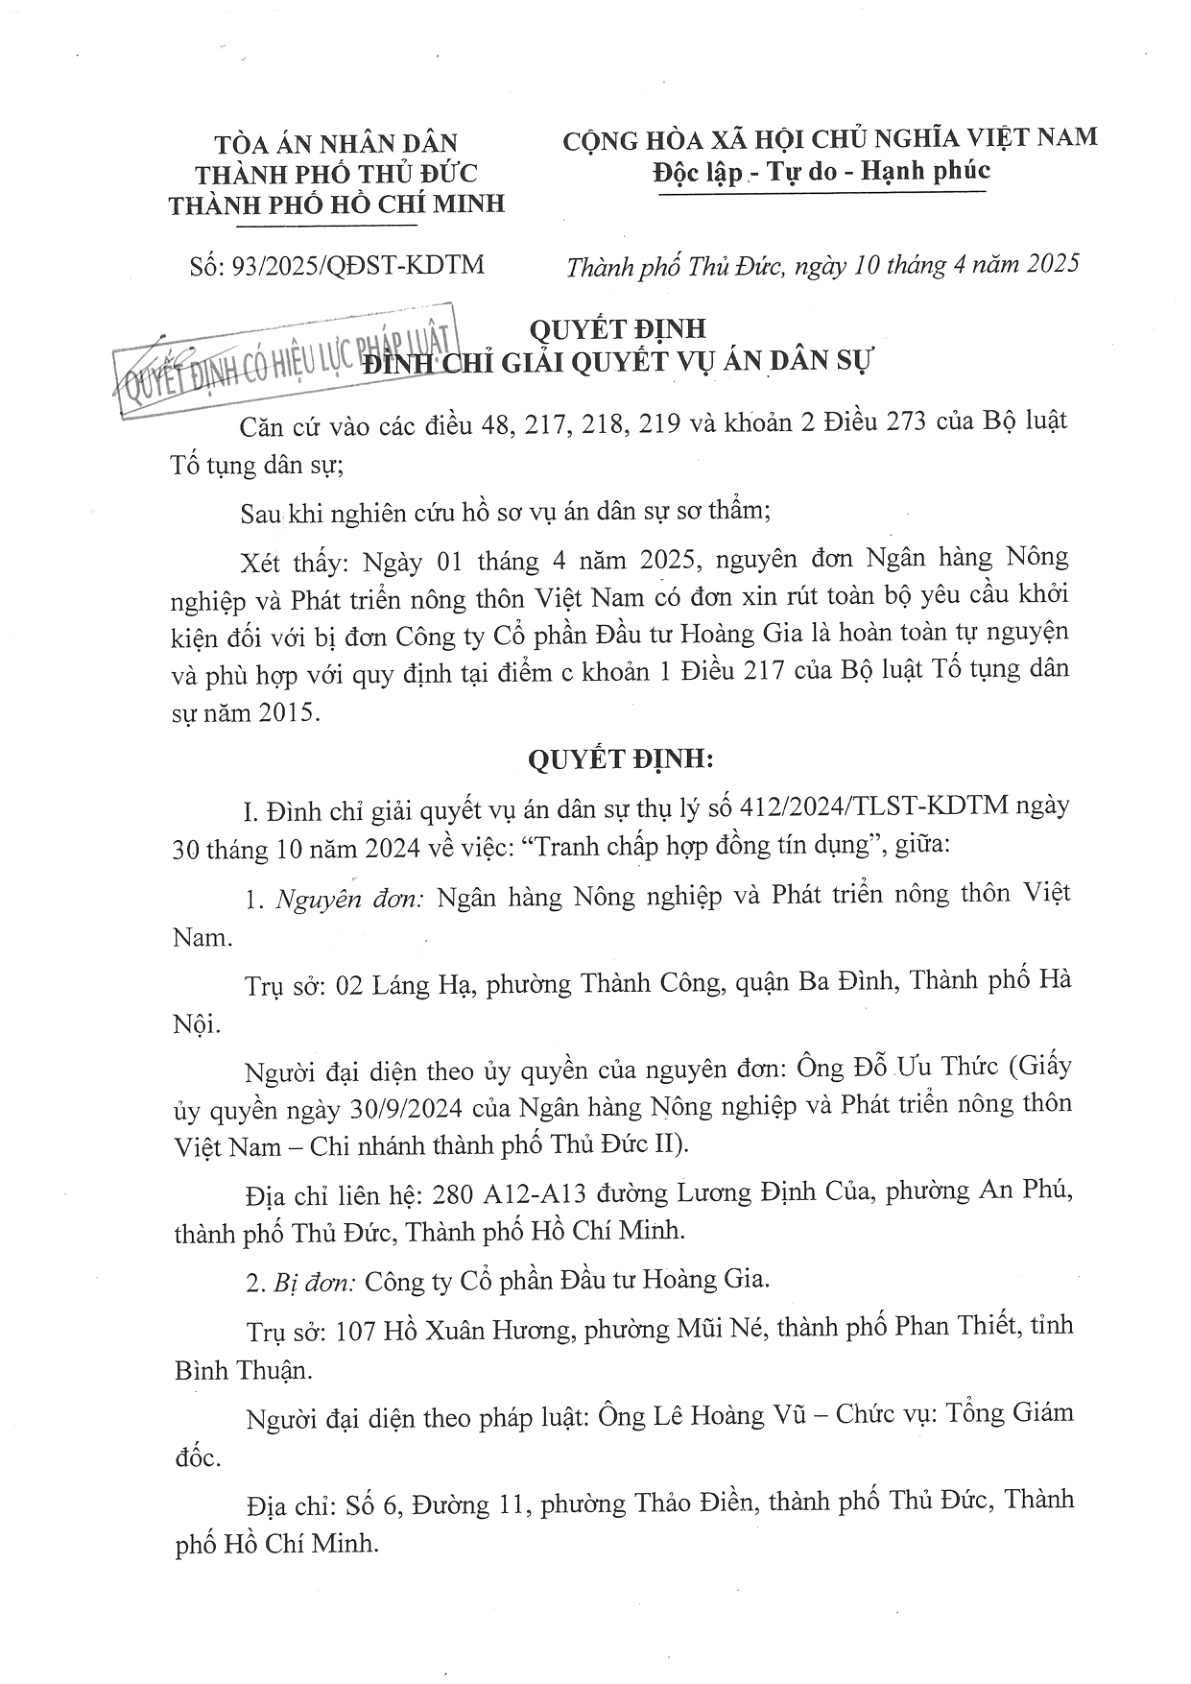 TÒA ÁN NHÂN DÂN
THÀNH PHỐ THỦ ĐỨC
THÀNH PHỐ HỒ CHÍ MINH
CỘNG HÒA XÃ HỘI CHỦ NGHĨA VIỆT NAM
Độc lập - Tự do - Hạnh phúc
Số: 93/2025/QĐST-KDTM
Thành phố Thủ Đức, ngày 10 tháng 4 năm 2025
QUYẾT ĐỊNH CÓ HIỆU LỰC PHÁP LUẬT
QUYẾT ĐỊNH
ĐÌNH CHỈ GIẢI QUYẾT VỤ ÁN DÂN SỰ
Căn cứ vào các điều 48, 217, 218, 219 và khoản 2 Điều 273 của Bộ luật
Tố tụng dân sự;
Sau khi nghiên cứu hồ sơ vụ án dân sự sơ thẩm;
Xét thấy: Ngày 01 tháng 4 năm 2025, nguyên đơn Ngân hàng Nông
nghiệp và Phát triển nông thôn Việt Nam có đơn xin rút toàn bộ yêu cầu khởi
kiện đối với bị đơn Công ty Cổ phần Đầu tư Hoàng Gia là hoàn toàn tự nguyện
và phù hợp với quy định tại điểm c khoản 1 Điều 217 của Bộ luật Tố tụng dân
sự năm 2015.
QUYẾT ĐỊNH:
I. Đình chỉ giải quyết vụ án dân sự thụ lý số 412/2024/TLST-KDTM ngày
30 tháng 10 năm 2024 về việc: “Tranh chấp hợp đồng tín dụng”, giữa:
1. Nguyên đơn: Ngân hàng Nông nghiệp và Phát triển nông thôn Việt
Nam.
Trụ sở: 02 Láng Hạ, phường Thành Công, quận Ba Đình, Thành phố Hà
Nội.
Người đại diện theo ủy quyền của nguyên đơn: Ông Đỗ Ưu Thức (Giấy
ủy quyền ngày 30/9/2024 của Ngân hàng Nông nghiệp và Phát triển nông thôn
Việt Nam – Chi nhánh thành phố Thủ Đức II).
Địa chỉ liên hệ: 280 A12-A13 đường Lương Định Của, phường An Phú,
thành phố Thủ Đức, Thành phố Hồ Chí Minh.
2. Bị đơn: Công ty Cổ phần Đầu tư Hoàng Gia.
Trụ sở: 107 Hồ Xuân Hương, phường Mũi Né, thành phố Phan Thiết, tỉnh
Bình Thuận.
Người đại diện theo pháp luật: Ông Lê Hoàng Vũ – Chức vụ: Tổng Giám
đốc.
Địa chỉ: Số 6, Đường 11, phường Thảo Điền, thành phố Thủ Đức, Thành
phố Hồ Chí Minh.